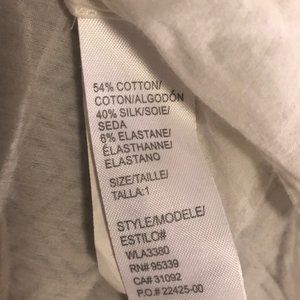 54% COTTON/
COTON/ALGODÓN
40% SILK/SOIE/
SEDA
6% ELASTANE/
ÉLASTHANNE/
ELASTANO
SIZE/TAILLE/
TALLA:1
STYLE/MODELE/
ESTILO#
WLA3380
RN# 95339
CA# 31092
P.O.# 22425-00